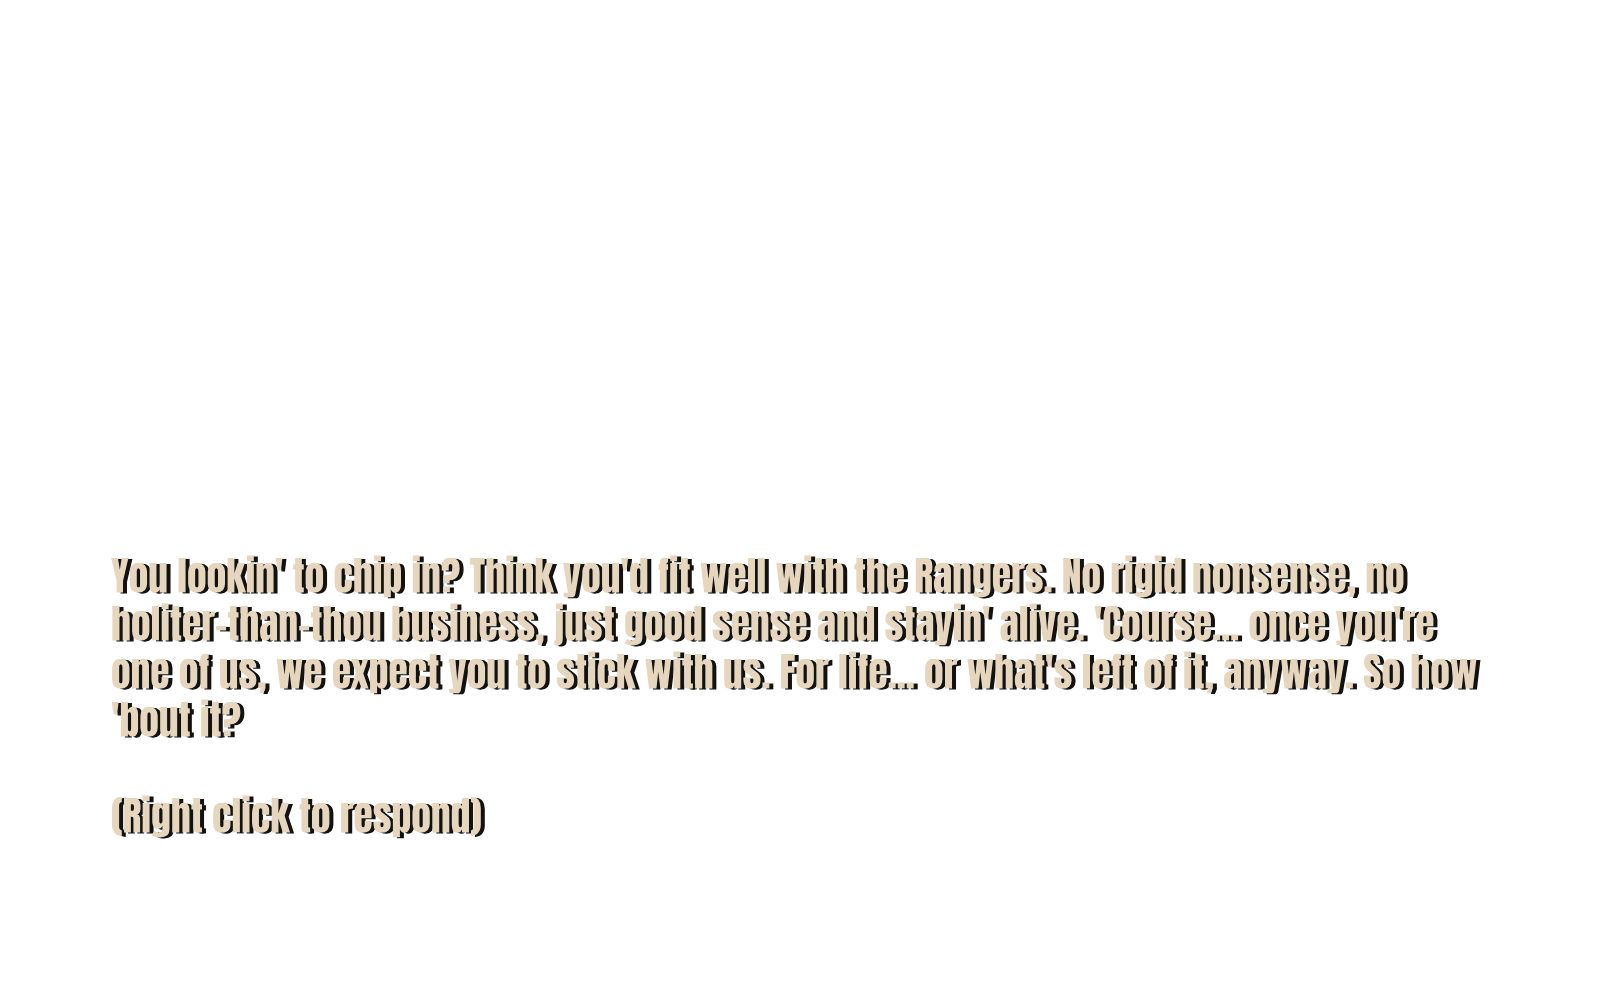 You lookin' to chip in? Think you'd fit well with the Rangers. No rigid nonsense, no
holiter-than-thou business, just good sense and stayin' alive. 'Course... once you're
one of us, we expect you to stick with us. For life... or what's left of it, anyway. So how
'bout it?
(Right click to respond)